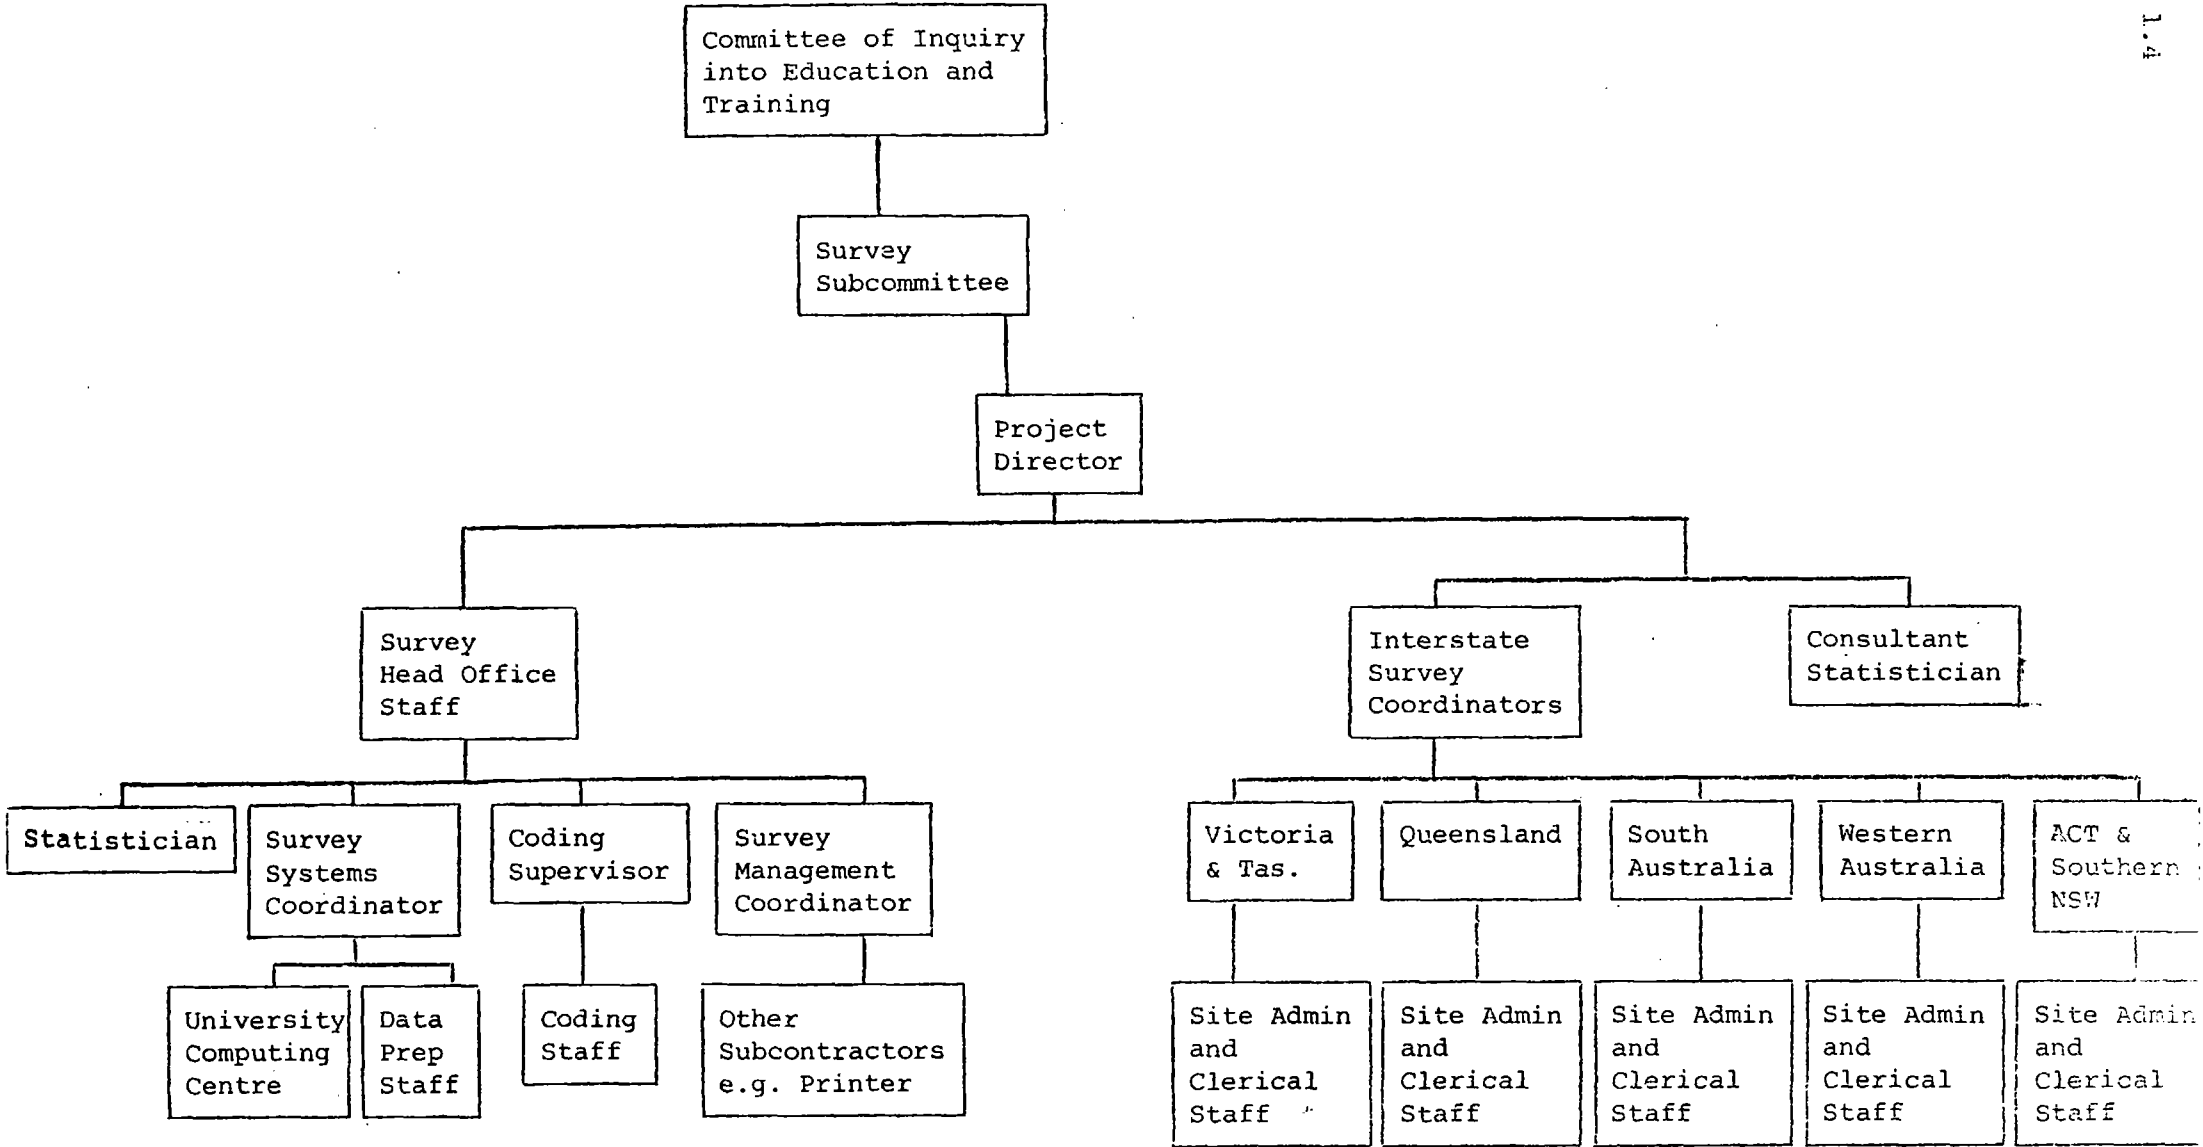 1.4
Committee of Inquiry
into Education and
Training
Survey
Subcommittee
Project
Director
Survey
Head Office
Staff
Interstate
Survey
Coordinators
Consultant
Statistician
Statistician
Survey
Systems
Coordinator
Coding
Supervisor
Survey
Management
Coordinator
Victoria
& Tas.
Queensland
South
Australia
Western
Australia
ACT &
Southern
NSW
University
Computing
Centre
Data
Prep
Staff
Coding
Staff
Other
Subcontractors
e.g. Printer
Site Admin
and
Clerical
Staff
Site Admin
and
Clerical
Staff
Site Admin
and
Clerical
Staff
Site Admin
and
Clerical
Staff
Site Admin
and
Clerical
Staff